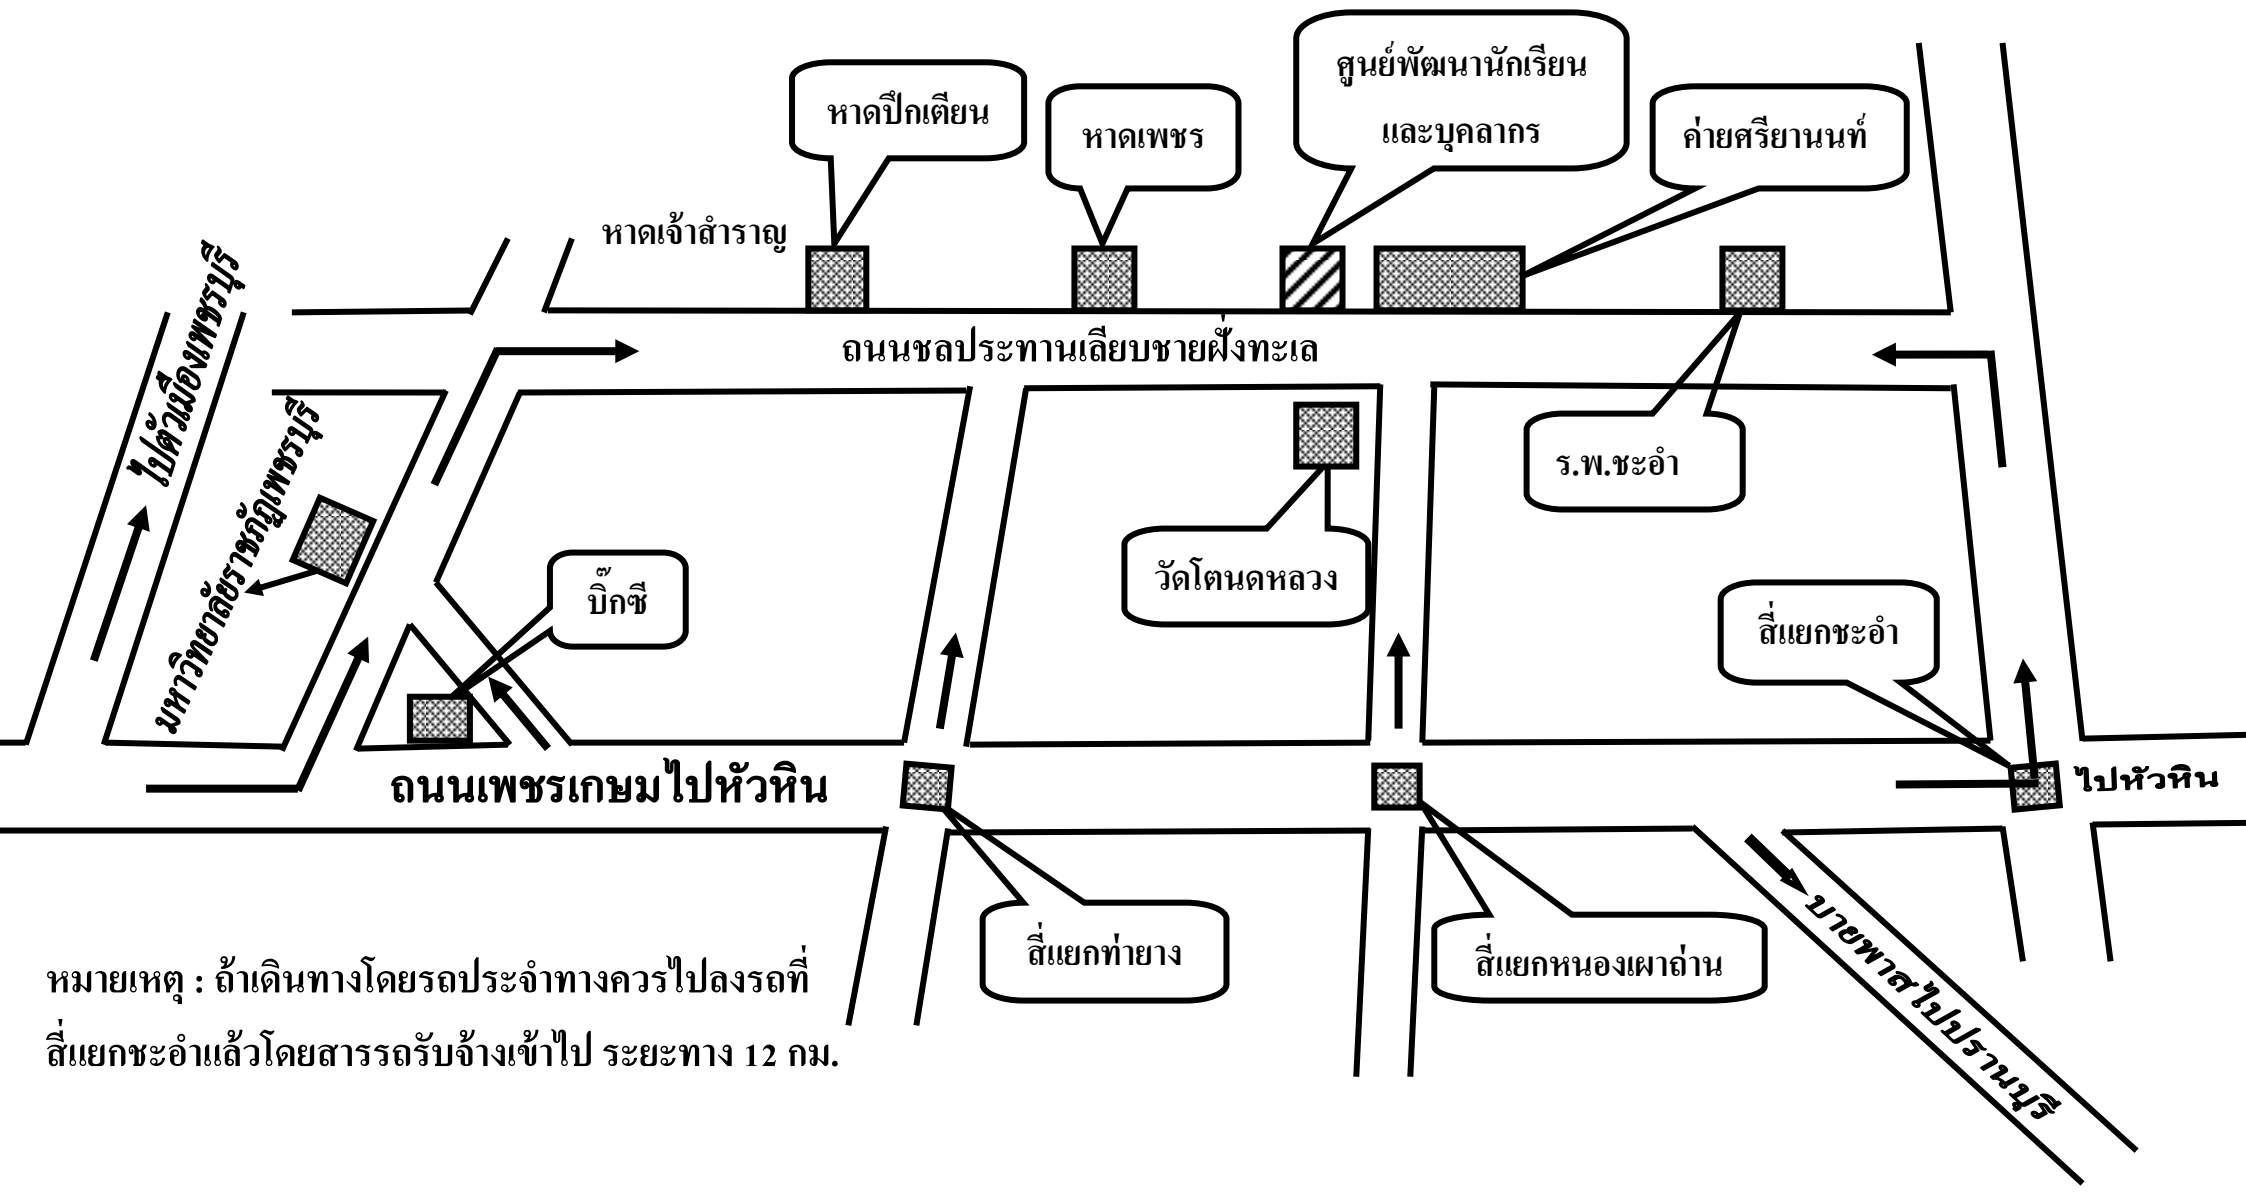 ศูนย์พัฒนานักเรียน
และบุคลากร
หาดปึกเตียน
หาดเพชร
ค่ายศรียานนท์
หาดเจ้าสำราญ
ไปตัวเมืองเพชรบุรี
ถนนชลประทานเลียบชายฝั่งทะเล
มหาวิทยาลัยราชภัฏเพชรบุรี
ร.พ.ชะอำ
บิ๊กซี
วัดโตนดหลวง
สี่แยกชะอำ
ถนนเพชรเกษมไปหัวหิน
ไปหัวหิน
สี่แยกท่ายาง
สี่แยกหนองเผาถ่าน
บายพาสไปปราณบุรี
หมายเหตุ : ถ้าเดินทางโดยรถประจำทางควรไปลงรถที่
สี่แยกชะอำแล้วโดยสารรถรับจ้างเข้าไป ระยะทาง 12 กม.